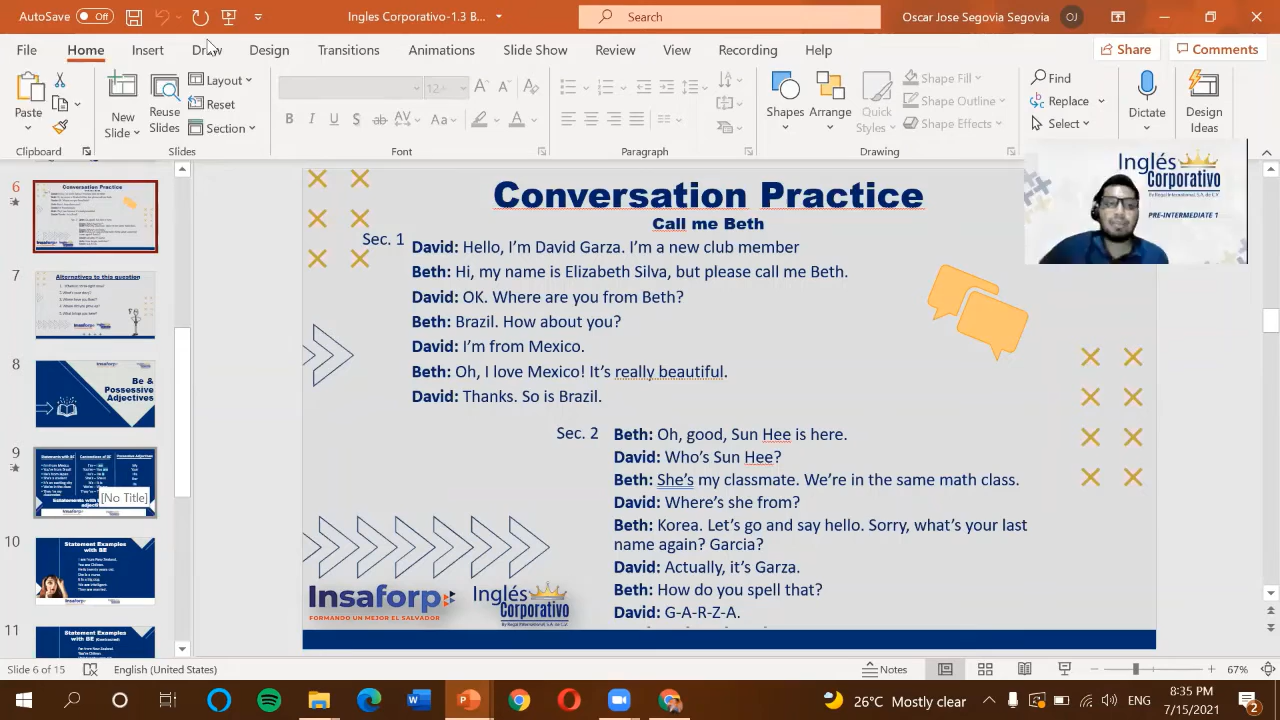 AutoSave Off
Ingles Corporativo-1.3 B...
Search
Oscar Jose Segovia Segovia OJ
File Home Insert Draw Design Transitions Animations Slide Show Review View Recording Help
Share Comments
Paste
New Slide
Reuse Slides
Layout
Reset
Section
B I U S ab AV Aa A
Shapes
Arrange
Quick Styles
Shape Fill
Shape Outline
Shape Effects
Find
Replace
Select
Dictate
Design Ideas
Clipboard Slides Font Paragraph Drawing
Inglés
Corporativo
PRE-INTERMEDIATE 1
6
Conversation Practice
7
Alternatives to this question
8
Insaforp
Be &
Possessive
Adjectives
9
Statements with BE
[No Title]
10
Statement Examples
with BE
11
Statement Examples
Conversation Practice
Call me Beth
Sec. 1
David: Hello, I'm David Garza. I'm a new club member
Beth: Hi, my name is Elizabeth Silva, but please call me Beth.
David: OK. Where are you from Beth?
Beth: Brazil. How about you?
David: I'm from Mexico.
Beth: Oh, I love Mexico! It's really beautiful.
David: Thanks. So is Brazil.
Sec. 2
Beth: Oh, good, Sun Hee is here.
David: Who's Sun Hee?
Beth: She's my classmate. We're in the same math class.
David: Where's she from?
Beth: Korea. Let's go and say hello. Sorry, what's your last
name again? Garcia?
David: Actually, it's Garza.
Beth: How do you spell that?
David: G-A-R-Z-A.
Insaforp
FORMANDO UN MEJOR EL SALVADOR
Inglés
Corporativo
Slide 6 of 15 English (United States) Notes 67%
26°C Mostly clear
ENG
8:35 PM
7/15/2021
2